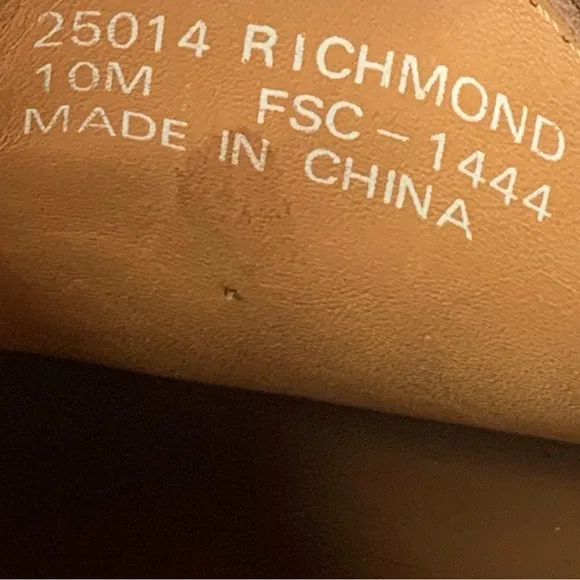 25014 RICHMOND
10M FSC-1444
MADE IN CHINA